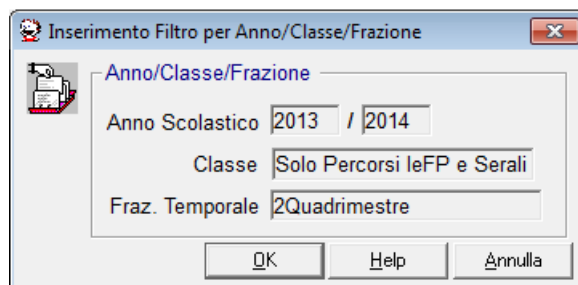 Inserimento Filtro per Anno/Classe/Frazione
Anno/Classe/Frazione
Anno Scolastico 2013 / 2014
Classe Solo Percorsi IeFP e Serali
Fraz. Temporale 2Quadrimestre
OK Help Annulla